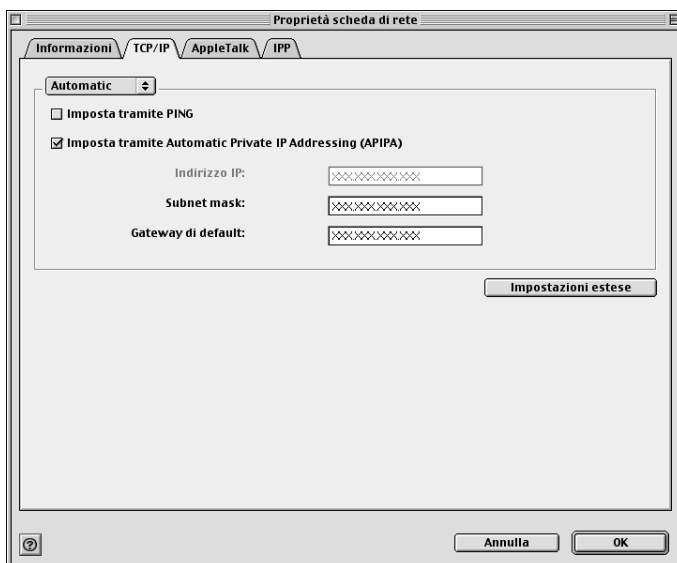 Proprietà scheda di rete
Informazioni TCP/IP AppleTalk IPP
Automatic
Imposta tramite PING
Imposta tramite Automatic Private IP Addressing (APIPA)
Indirizzo IP: xxx.xxx.xxx.xxx
Subnet mask: xxx.xxx.xxx.xxx
Gateway di default: xxx.xxx.xxx.xxx
Impostazioni estese
? Annulla OK